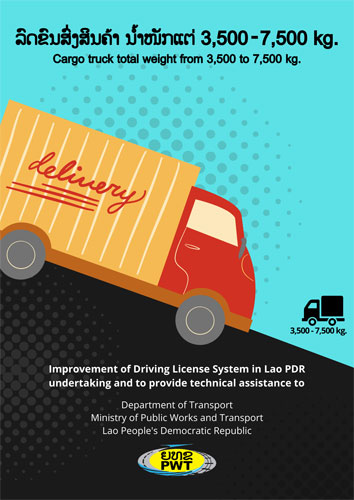 ລົດຂົນສົ່ງສິນຄ້າ ນ້ຳໜັກແຕ່ 3,500 - 7,500 kg.
Cargo truck total weight from 3,500 to 7,500 kg.
delivery
3,500 - 7,500 kg.
Improvement of Driving License System in Lao PDR
undertaking and to provide technical assistance to
Department of Transport
Ministry of Public Works and Transport
Lao People's Democratic Republic
ຍທຂ
PWT